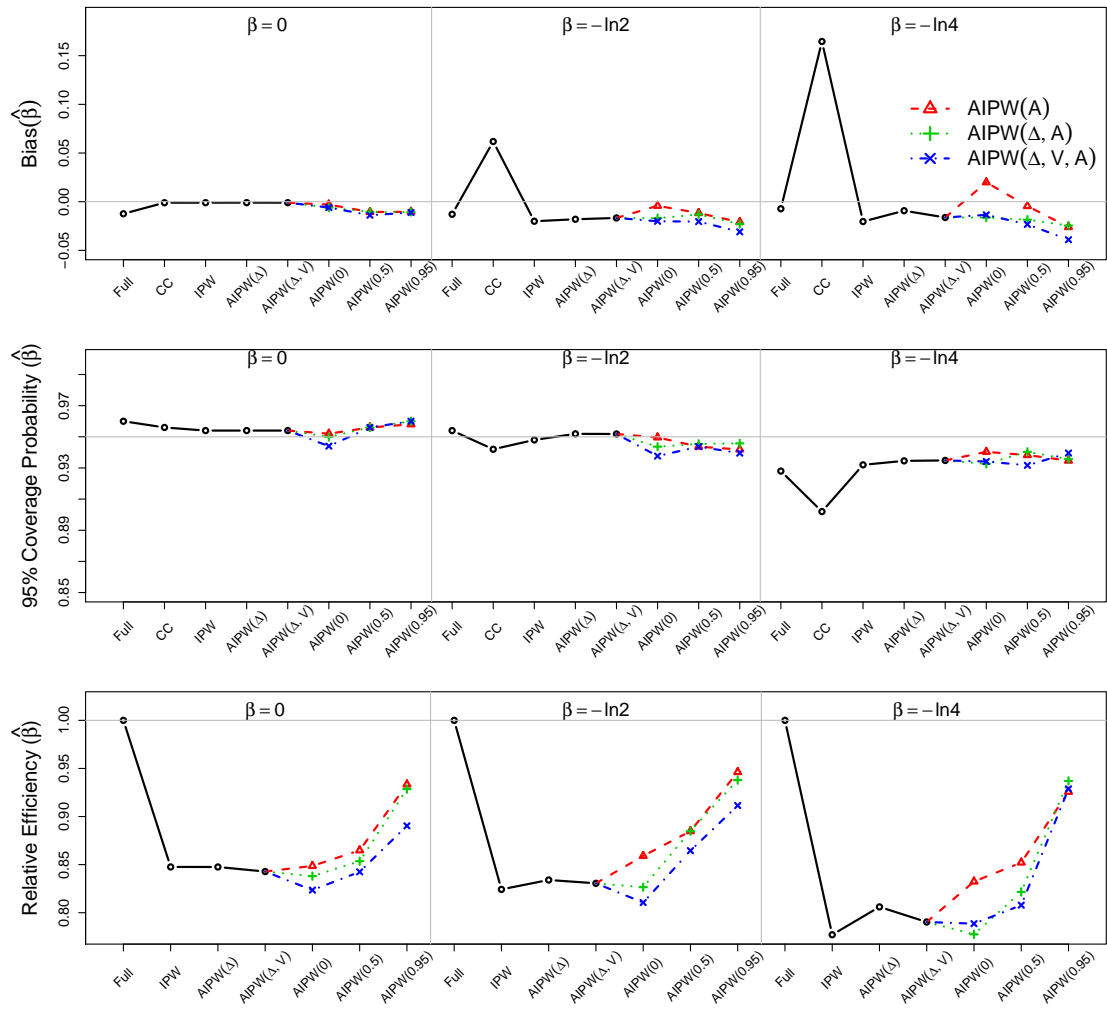 β = 0
β = −ln2
β = −ln4
Bias(β̂)
0.15
0.10
0.05
0.00
−0.05
AIPW(A)
AIPW(Δ, A)
AIPW(Δ, V, A)
Full CC IPW AIPW(Δ) AIPW(Δ, V) AIPW(0) AIPW(0.5) AIPW(0.95)
Full CC IPW AIPW(Δ) AIPW(Δ, V) AIPW(0) AIPW(0.5) AIPW(0.95)
Full CC IPW AIPW(Δ) AIPW(Δ, V) AIPW(0) AIPW(0.5) AIPW(0.95)
β = 0
β = −ln2
β = −ln4
95% Coverage Probability (β̂)
0.97
0.93
0.89
0.85
Full CC IPW AIPW(Δ) AIPW(Δ, V) AIPW(0) AIPW(0.5) AIPW(0.95)
Full CC IPW AIPW(Δ) AIPW(Δ, V) AIPW(0) AIPW(0.5) AIPW(0.95)
Full CC IPW AIPW(Δ) AIPW(Δ, V) AIPW(0) AIPW(0.5) AIPW(0.95)
β = 0
β = −ln2
β = −ln4
Relative Efficiency (β̂)
1.00
0.95
0.90
0.85
0.80
Full IPW AIPW(Δ) AIPW(Δ, V) AIPW(0) AIPW(0.5) AIPW(0.95)
Full IPW AIPW(Δ) AIPW(Δ, V) AIPW(0) AIPW(0.5) AIPW(0.95)
Full IPW AIPW(Δ) AIPW(Δ, V) AIPW(0) AIPW(0.5) AIPW(0.95)